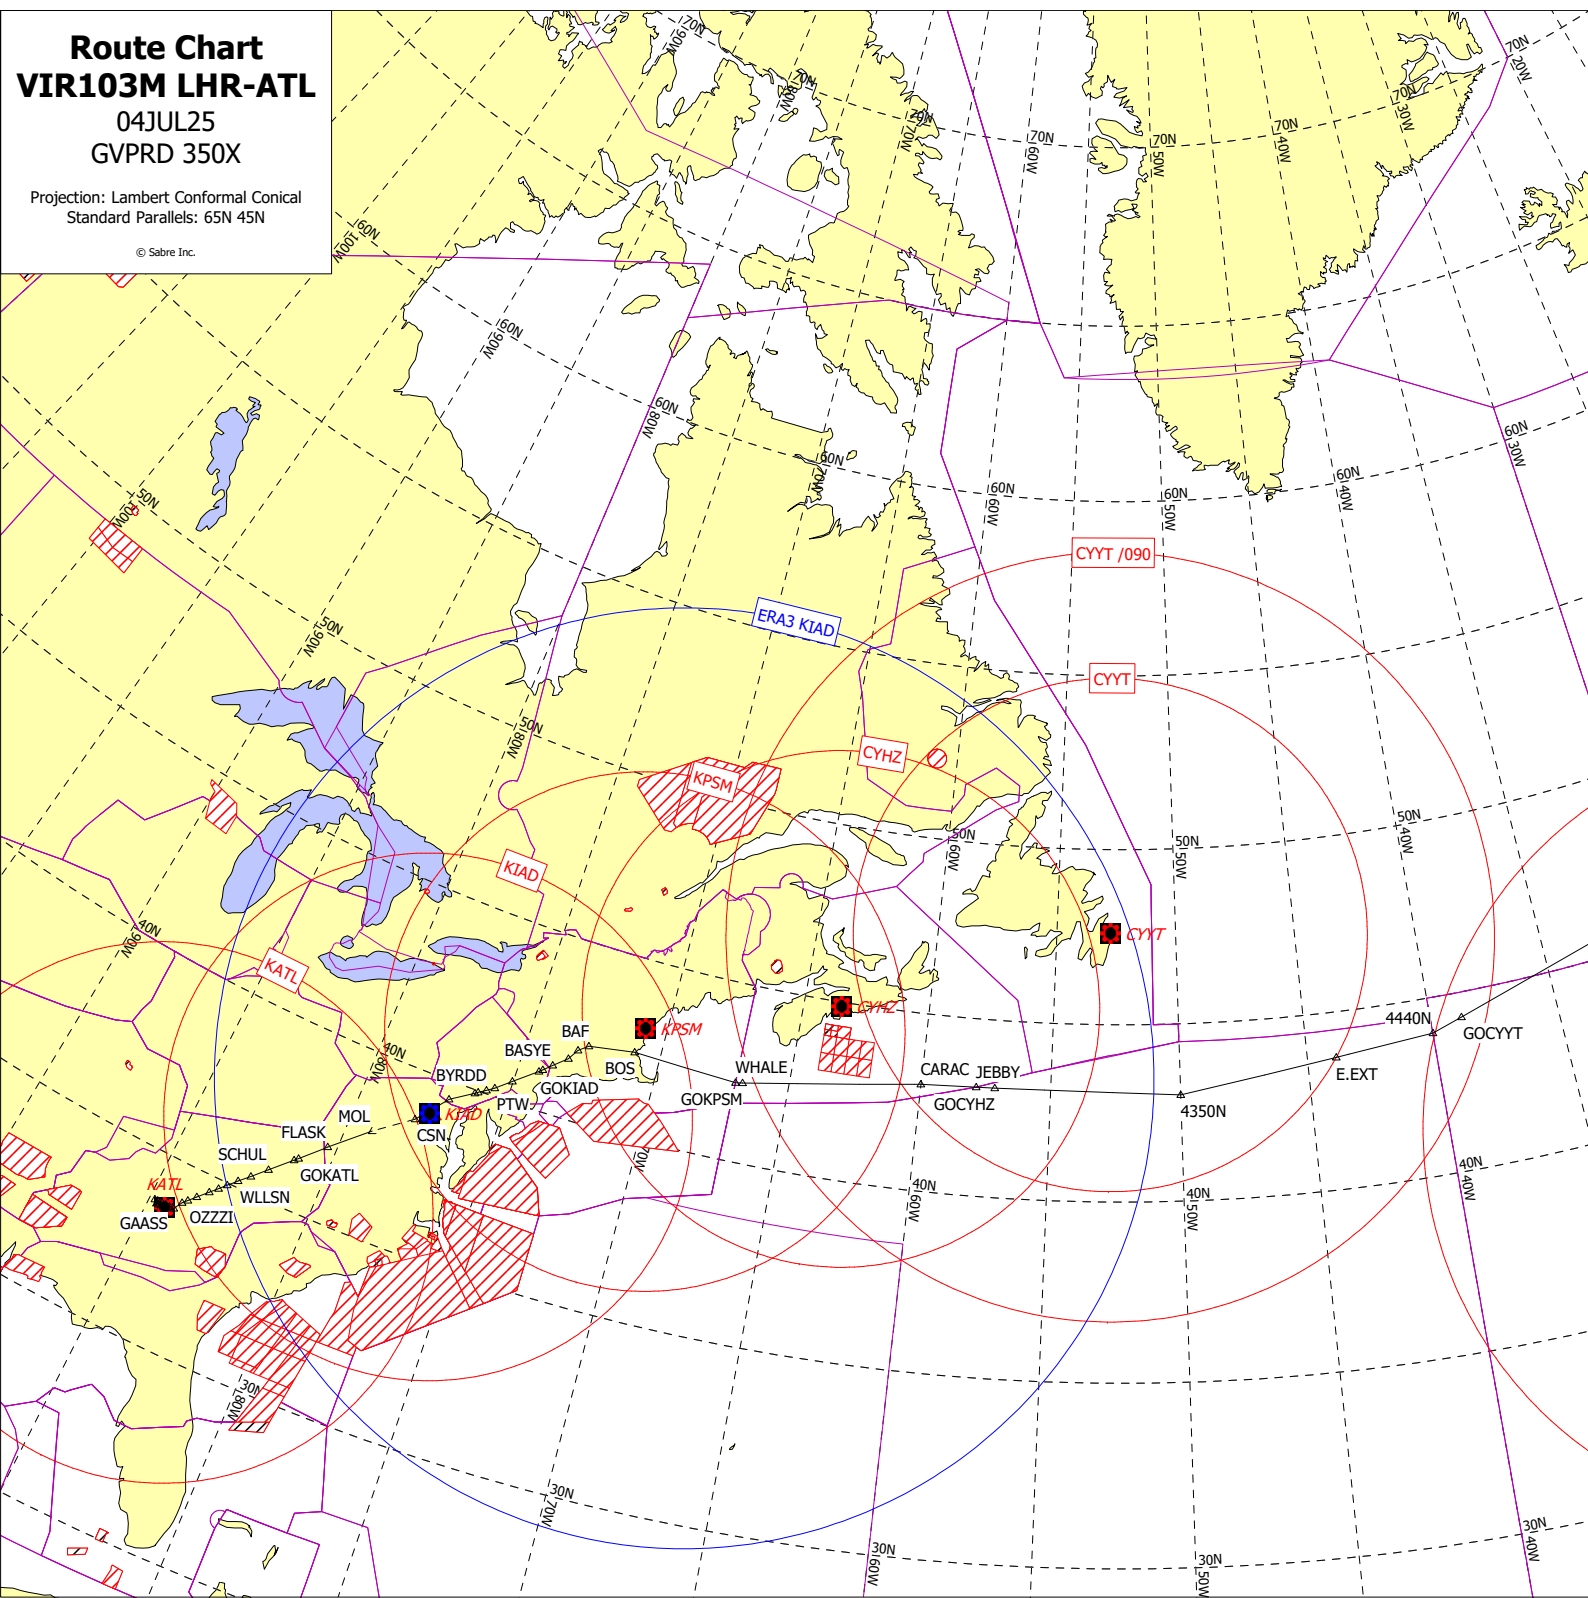 Route Chart
VIR103M LHR-ATL
04JUL25
GVPRD 350X
Projection: Lambert Conformal Conical
Standard Parallels: 65N 45N
© Sabre Inc.
70N
90W
70N
80W
70N
70W
70N
60W
70N
50W
70N
40W
70N
30W
70N
20W
60N
100W
60N
90W
60N
80W
60N
70W
60N
60W
60N
50W
60N
40W
60N
30W
50N
100W
50N
90W
50N
80W
50N
60W
50N
50W
50N
40W
CYYT /090
ERA3 KIAD
CYYT
CYHZ
KPSM
KIAD
KATL
40N
90W
40N
80W
CYYT
CYHZ
KPSM
KIAD
KATL
4440N
GOCYYT
E.EXT
4350N
JEBBY
CARAC
GOCYHZ
WHALE
GOKPSM
BOS
BAF
BASYE
GOKIAD
BYRDD
PTW
CSN
MOL
FLASK
GOKATL
SCHUL
WLLSN
OZZZI
GAASS
70W
40N
60W
40N
50W
40N
40W
30N
80W
30N
70W
30N
60W
30N
50W
30N
40W